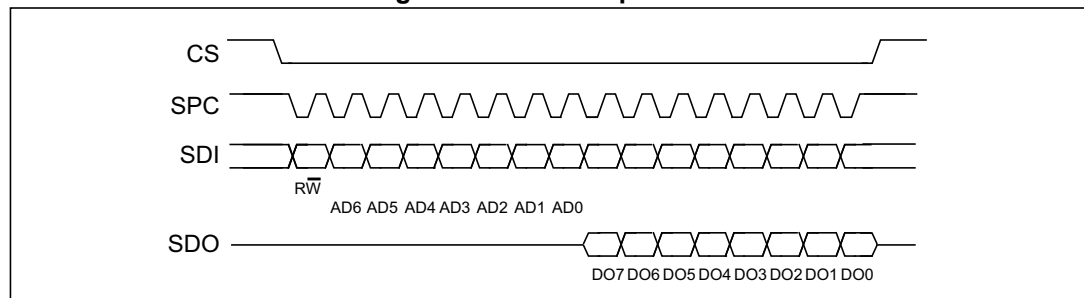 CS
SPC
SDI
RW̅
AD6 AD5 AD4 AD3 AD2 AD1 AD0
SDO
DO7 DO6 DO5 DO4 DO3 DO2 DO1 DO0